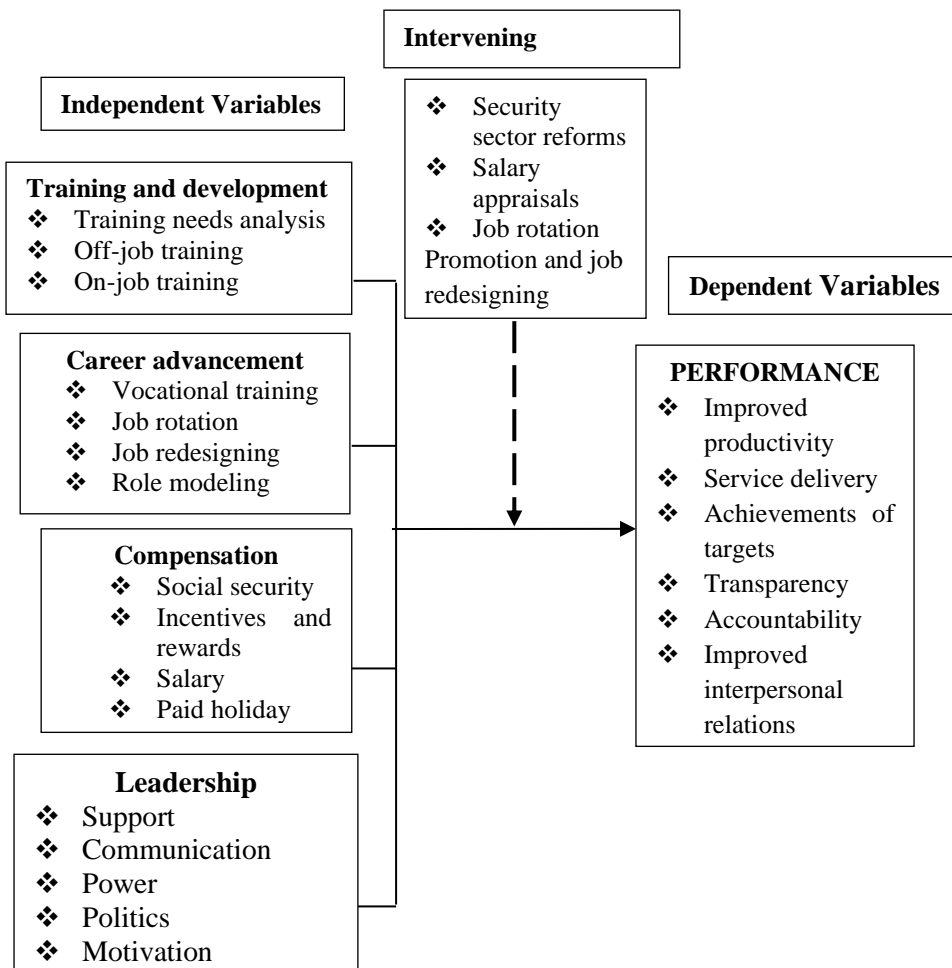 Intervening
Independent Variables
❖ Security
sector reforms
❖ Salary
appraisals
❖ Job rotation
Promotion and job
redesigning
Training and development
❖ Training needs analysis
❖ Off-job training
❖ On-job training
Dependent Variables
Career advancement
❖ Vocational training
❖ Job rotation
❖ Job redesigning
❖ Role modeling
PERFORMANCE
❖ Improved
productivity
❖ Service delivery
❖ Achievements of
targets
❖ Transparency
❖ Accountability
❖ Improved
interpersonal
relations
Compensation
❖ Social security
❖ Incentives and
rewards
❖ Salary
❖ Paid holiday
Leadership
❖ Support
❖ Communication
❖ Power
❖ Politics
❖ Motivation